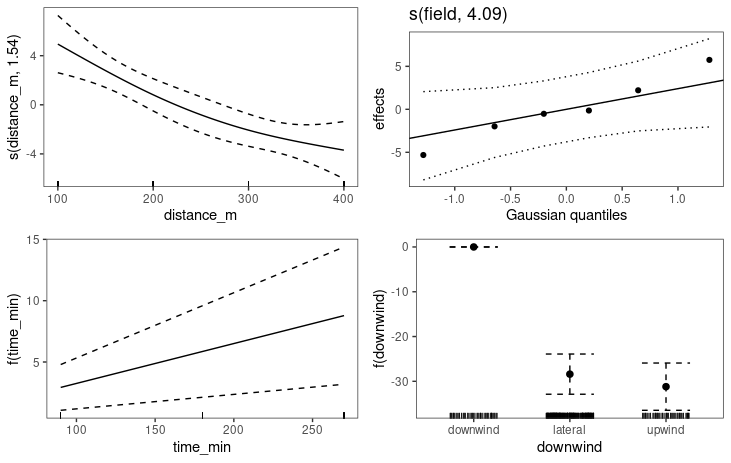 s(distance_m, 1.54)
4
0
-4
100
200
300
400
distance_m
s(field, 4.09)
effects
5
0
-5
-1.0
-0.5
0.0
0.5
1.0
Gaussian quantiles
f(time_min)
15
10
5
100
150
200
250
time_min
f(downwind)
0
-10
-20
-30
downwind
lateral
upwind
downwind